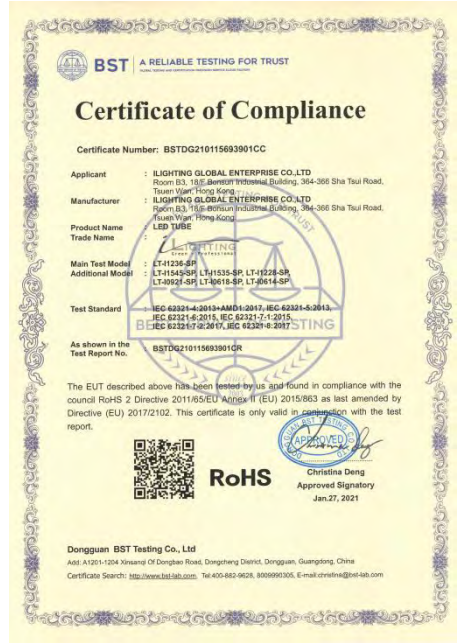 BST A RELIABLE TESTING FOR TRUST
Certificate of Compliance
Certificate Number: BSTDG210115693901CC
Applicant : ILIGHTING GLOBAL ENTERPRISE CO.,LTD
Room B3, 18/F Bonsun Industrial Building, 364-366 Sha Tsui Road,
Tsuen Wan, Hong Kong
Manufacturer : ILIGHTING GLOBAL ENTERPRISE CO.,LTD
Room B3, 18/F Bonsun Industrial Building, 364-366 Sha Tsui Road,
Tsuen Wan, Hong Kong
Product Name : LED TUBE
Trade Name : iLIGHTING
Green Professional
Main Test Model : LT-I1236-SP
Additional Model : LT-I1545-SP, LT-I1535-SP, LT-I1228-SP,
LT-I0921-SP, LT-I0618-SP, LT-I0614-SP
Test Standard : IEC 62321-4:2013+AMD1:2017, IEC 62321-5:2013,
IEC 62321-6:2015, IEC 62321-7-1:2015,
IEC 62321-7-2:2017, IEC 62321-8:2017
As shown in the
Test Report No. : BSTDG210115693901CR
The EUT described above has been tested by us and found in compliance with the
council RoHS 2 Directive 2011/65/EU Annex II (EU) 2015/863 as last amended by
Directive (EU) 2017/2102. This certificate is only valid in conjunction with the test
report.
APPROVED
RoHS
Christina Deng
Approved Signatory
Jan.27, 2021
Dongguan BST Testing Co., Ltd
Add: A1201-1204 Xinsanqi Of Dongbao Road, Dongcheng District, Dongguan, Guangdong, China
Certificate Search: http://www.bst-lab.com, Tel:400-882-9628, 8009990305, E-mail:christina@bst-lab.com